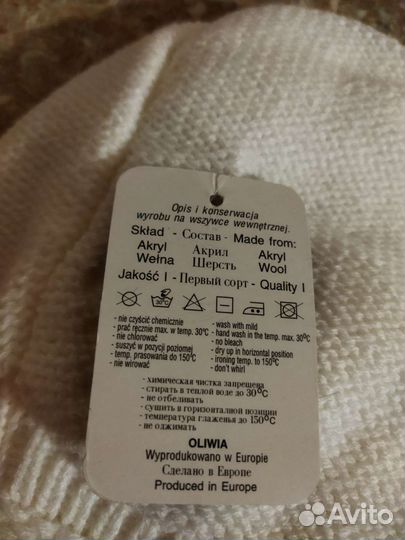 Opis i konserwacja
wyrobu na wszywce wewnętrznej.
Skład - Состав - Made from:
Akryl Акрил Akryl
Wełna Шерсть Wool
Jakość I - Первый сорт - Quality I
30°C
- nie czyścić chemicznie
- prać ręcznie max. w temp. 30°C
- nie chlorować
- suszyć w pozycji poziomej
- temp. prasowania do 150°C
- nie wirować
- wash with mild
- hand wash in the temp. max. 30°C
- no bleach
- dry up in horizontal position
- ironing temp. to 150°C
- don't whirl
- химическая чистка запрещена
- стирать в теплой воде до 30°C
- не отбеливать
- сушить в горизонталной позиции
- температура глаженья до 150°C
- не оджимать
OLIWIA
Wyprodukowano w Europie
Сделано в Европе
Produced in Europe
Avito